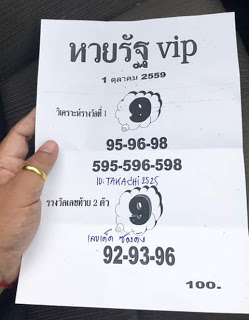 หวยรัฐ vip
1 ตุลาคม 2559
วิเคราะห์รางวัลที่ 1
9
95-96-98
595-596-598
ID: TAKACHI 2525
รางวัลเลขท้าย 2 ตัว
9
เลขเด็ด ซองดัง
92-93-96
100.-